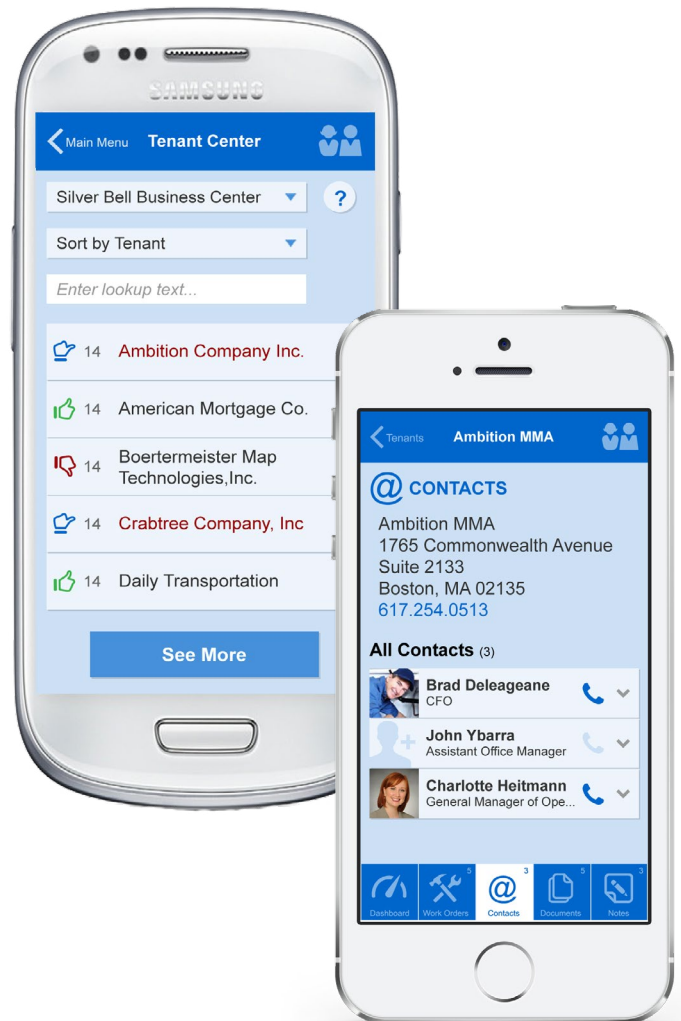 SAMSUNG
Main Menu Tenant Center
Silver Bell Business Center
?
Sort by Tenant
Enter lookup text...
14 Ambition Company Inc.
14 American Mortgage Co.
14 Boertermeister Map
Technologies,Inc.
14 Crabtree Company, Inc
14 Daily Transportation
See More
Tenants Ambition MMA
@ CONTACTS
Ambition MMA
1765 Commonwealth Avenue
Suite 2133
Boston, MA 02135
617.254.0513
All Contacts (3)
Brad Deleageane
CFO
John Ybarra
Assistant Office Manager
Charlotte Heitmann
General Manager of Ope...
5 3 5 3
@
Dashboard Work Orders Contacts Documents Notes